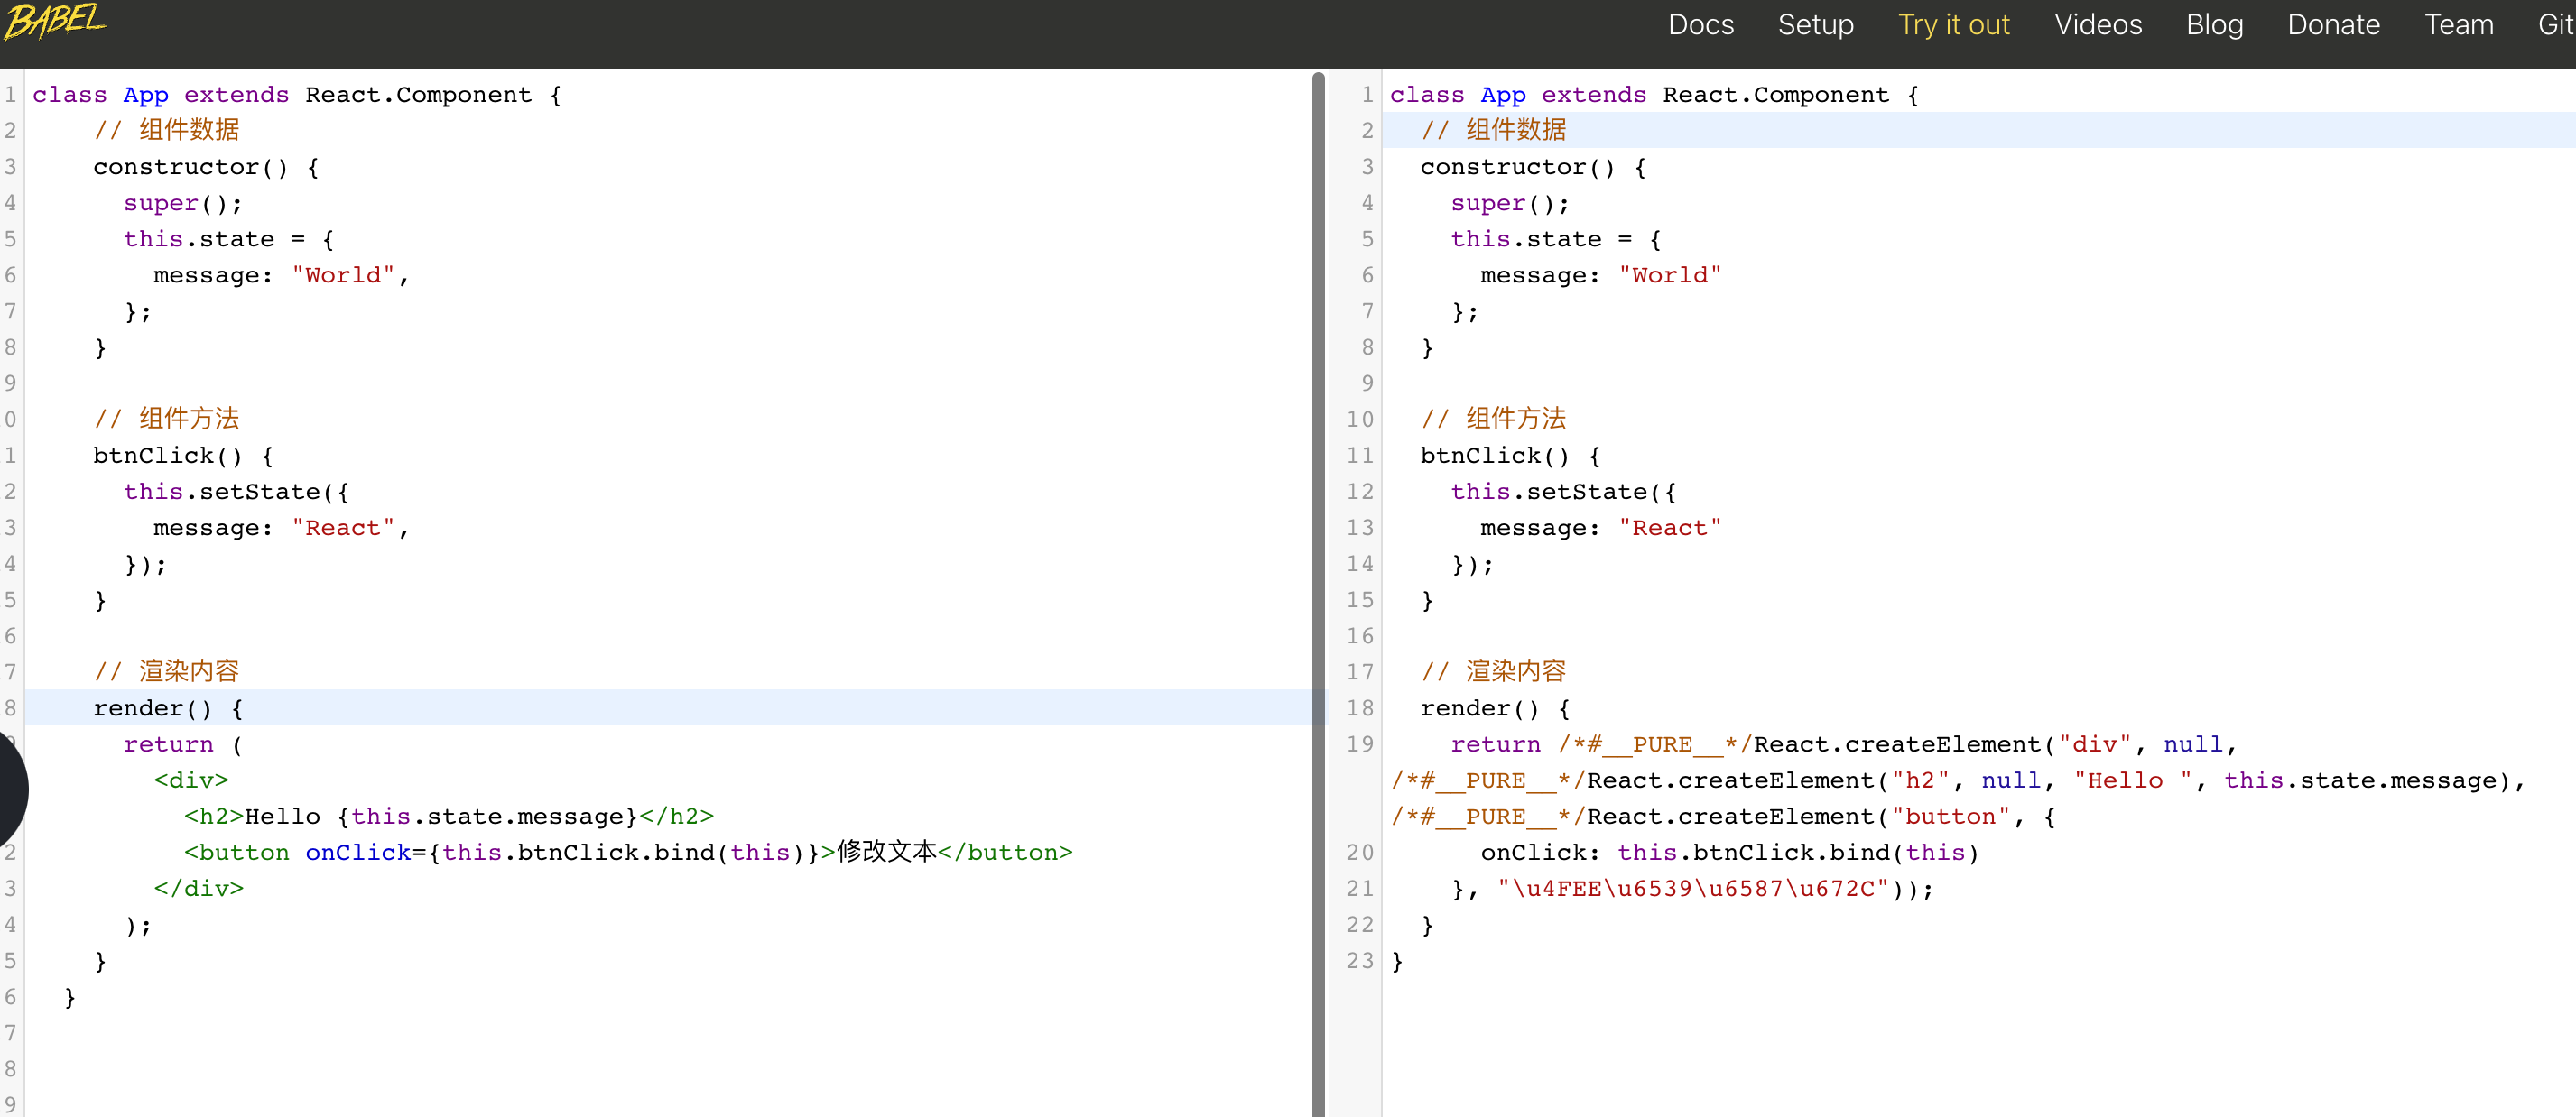 BABEL
Docs Setup Try it out Videos Blog Donate Team Git
1 class App extends React.Component {
2 // 组件数据
3 constructor() {
4 super();
5 this.state = {
6 message: "World",
7 };
8 }
9
0 // 组件方法
1 btnClick() {
2 this.setState({
3 message: "React",
4 });
5 }
6
7 // 渲染内容
8 render() {
return (
<div>
<h2>Hello {this.state.message}</h2>
2 <button onClick={this.btnClick.bind(this)}>修改文本</button>
3 </div>
4 );
5 }
6 }
7
8
9
1 class App extends React.Component {
2 // 组件数据
3 constructor() {
4 super();
5 this.state = {
6 message: "World"
7 };
8 }
9
10 // 组件方法
11 btnClick() {
12 this.setState({
13 message: "React"
14 });
15 }
16
17 // 渲染内容
18 render() {
19 return /*#__PURE__*/React.createElement("div", null,
/*#__PURE__*/React.createElement("h2", null, "Hello ", this.state.message),
/*#__PURE__*/React.createElement("button", {
20 onClick: this.btnClick.bind(this)
21 }, "\u4FEE\u6539\u6587\u672C"));
22 }
23 }